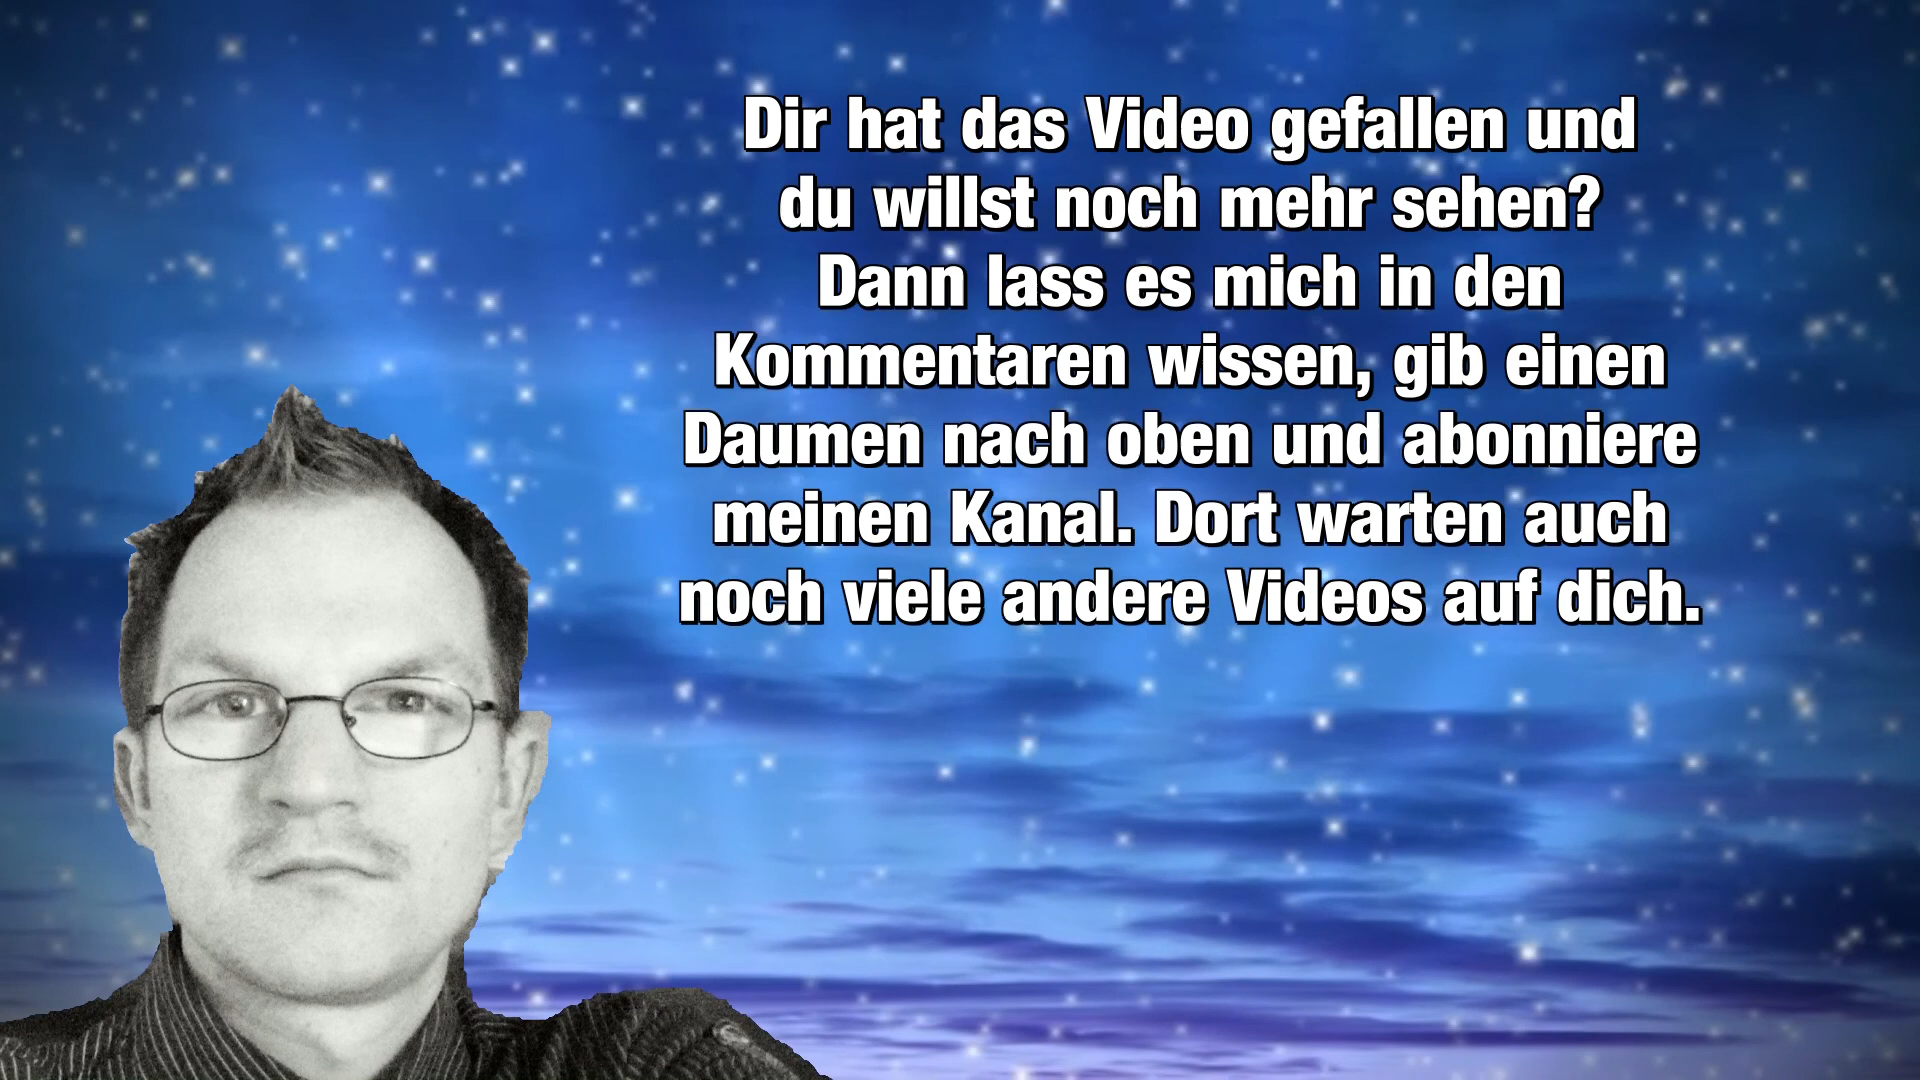 Dir hat das Video gefallen und
du willst noch mehr sehen?
Dann lass es mich in den
Kommentaren wissen, gib einen
Daumen nach oben und abonniere
meinen Kanal. Dort warten auch
noch viele andere Videos auf dich.